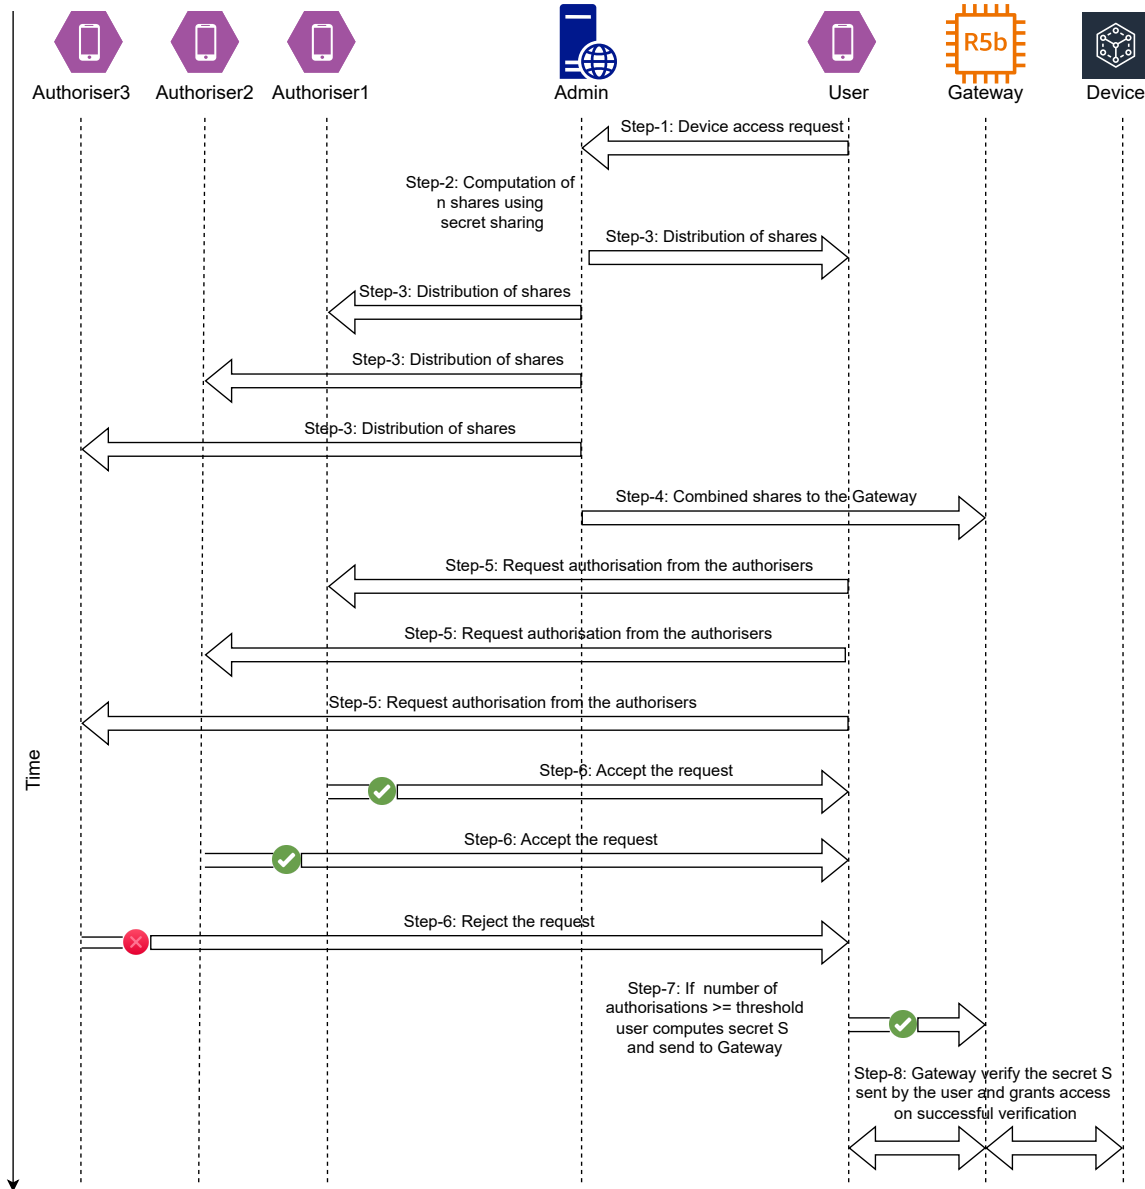 R5b
Authoriser3
Authoriser2
Authoriser1
Admin
User
Gateway
Device
Step-1: Device access request
Step-2: Computation of
n shares using
secret sharing
Step-3: Distribution of shares
Step-3: Distribution of shares
Step-3: Distribution of shares
Step-3: Distribution of shares
Step-4: Combined shares to the Gateway
Step-5: Request authorisation from the authorisers
Step-5: Request authorisation from the authorisers
Step-5: Request authorisation from the authorisers
Time
Step-6: Accept the request
Step-6: Accept the request
Step-6: Reject the request
Step-7: If number of
authorisations >= threshold
user computes secret S
and send to Gateway
Step-8: Gateway verify the secret S
sent by the user and grants access
on successful verification